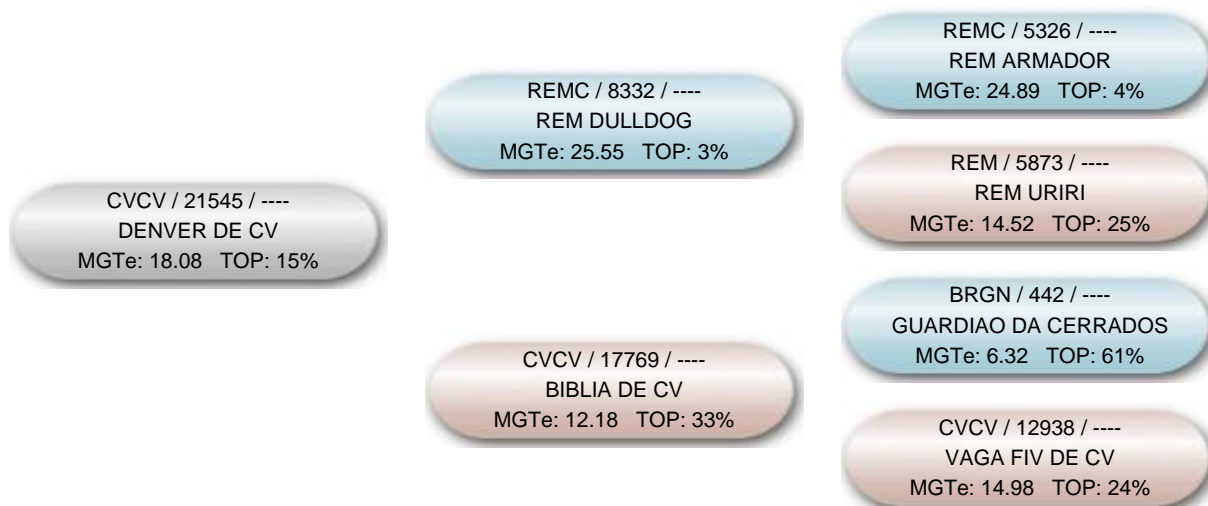 CVCV / 21545 / ----
DENVER DE CV
MGTe: 18.08 TOP: 15%
REMC / 8332 / ----
REM DULLDOG
MGTe: 25.55 TOP: 3%
CVCV / 17769 / ----
BIBLIA DE CV
MGTe: 12.18 TOP: 33%
REMC / 5326 / ----
REM ARMADOR
MGTe: 24.89 TOP: 4%
REM / 5873 / ----
REM URIRI
MGTe: 14.52 TOP: 25%
BRGN / 442 / ----
GUARDIAO DA CERRADOS
MGTe: 6.32 TOP: 61%
CVCV / 12938 / ----
VAGA FIV DE CV
MGTe: 14.98 TOP: 24%